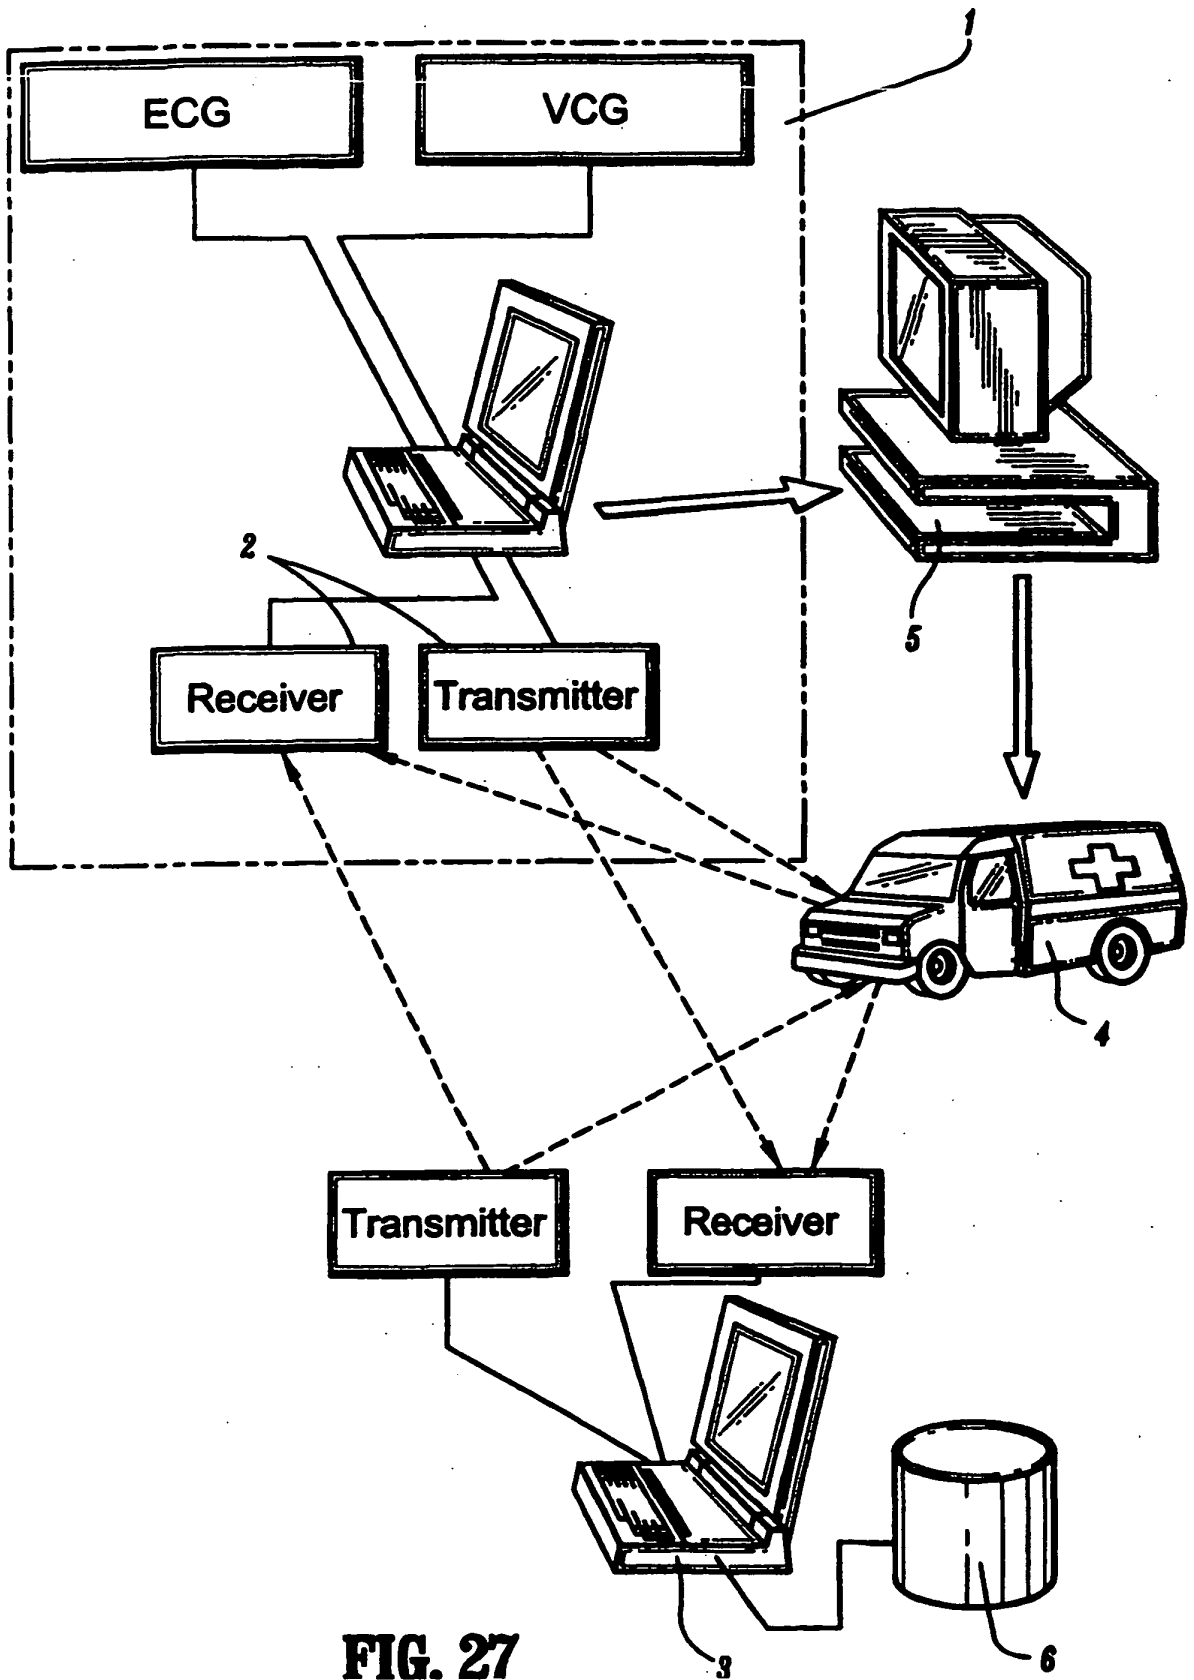 1
ECG
VCG
2
5
Receiver
Transmitter
4
Transmitter
Receiver
3
6
FIG. 27